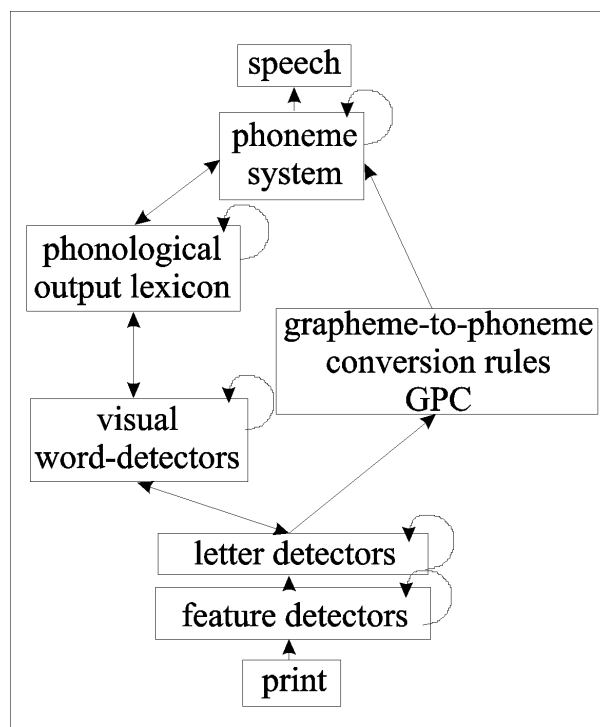 speech
phoneme
system
phonological
output lexicon
grapheme-to-phoneme
conversion rules
GPC
visual
word-detectors
letter detectors
feature detectors
print